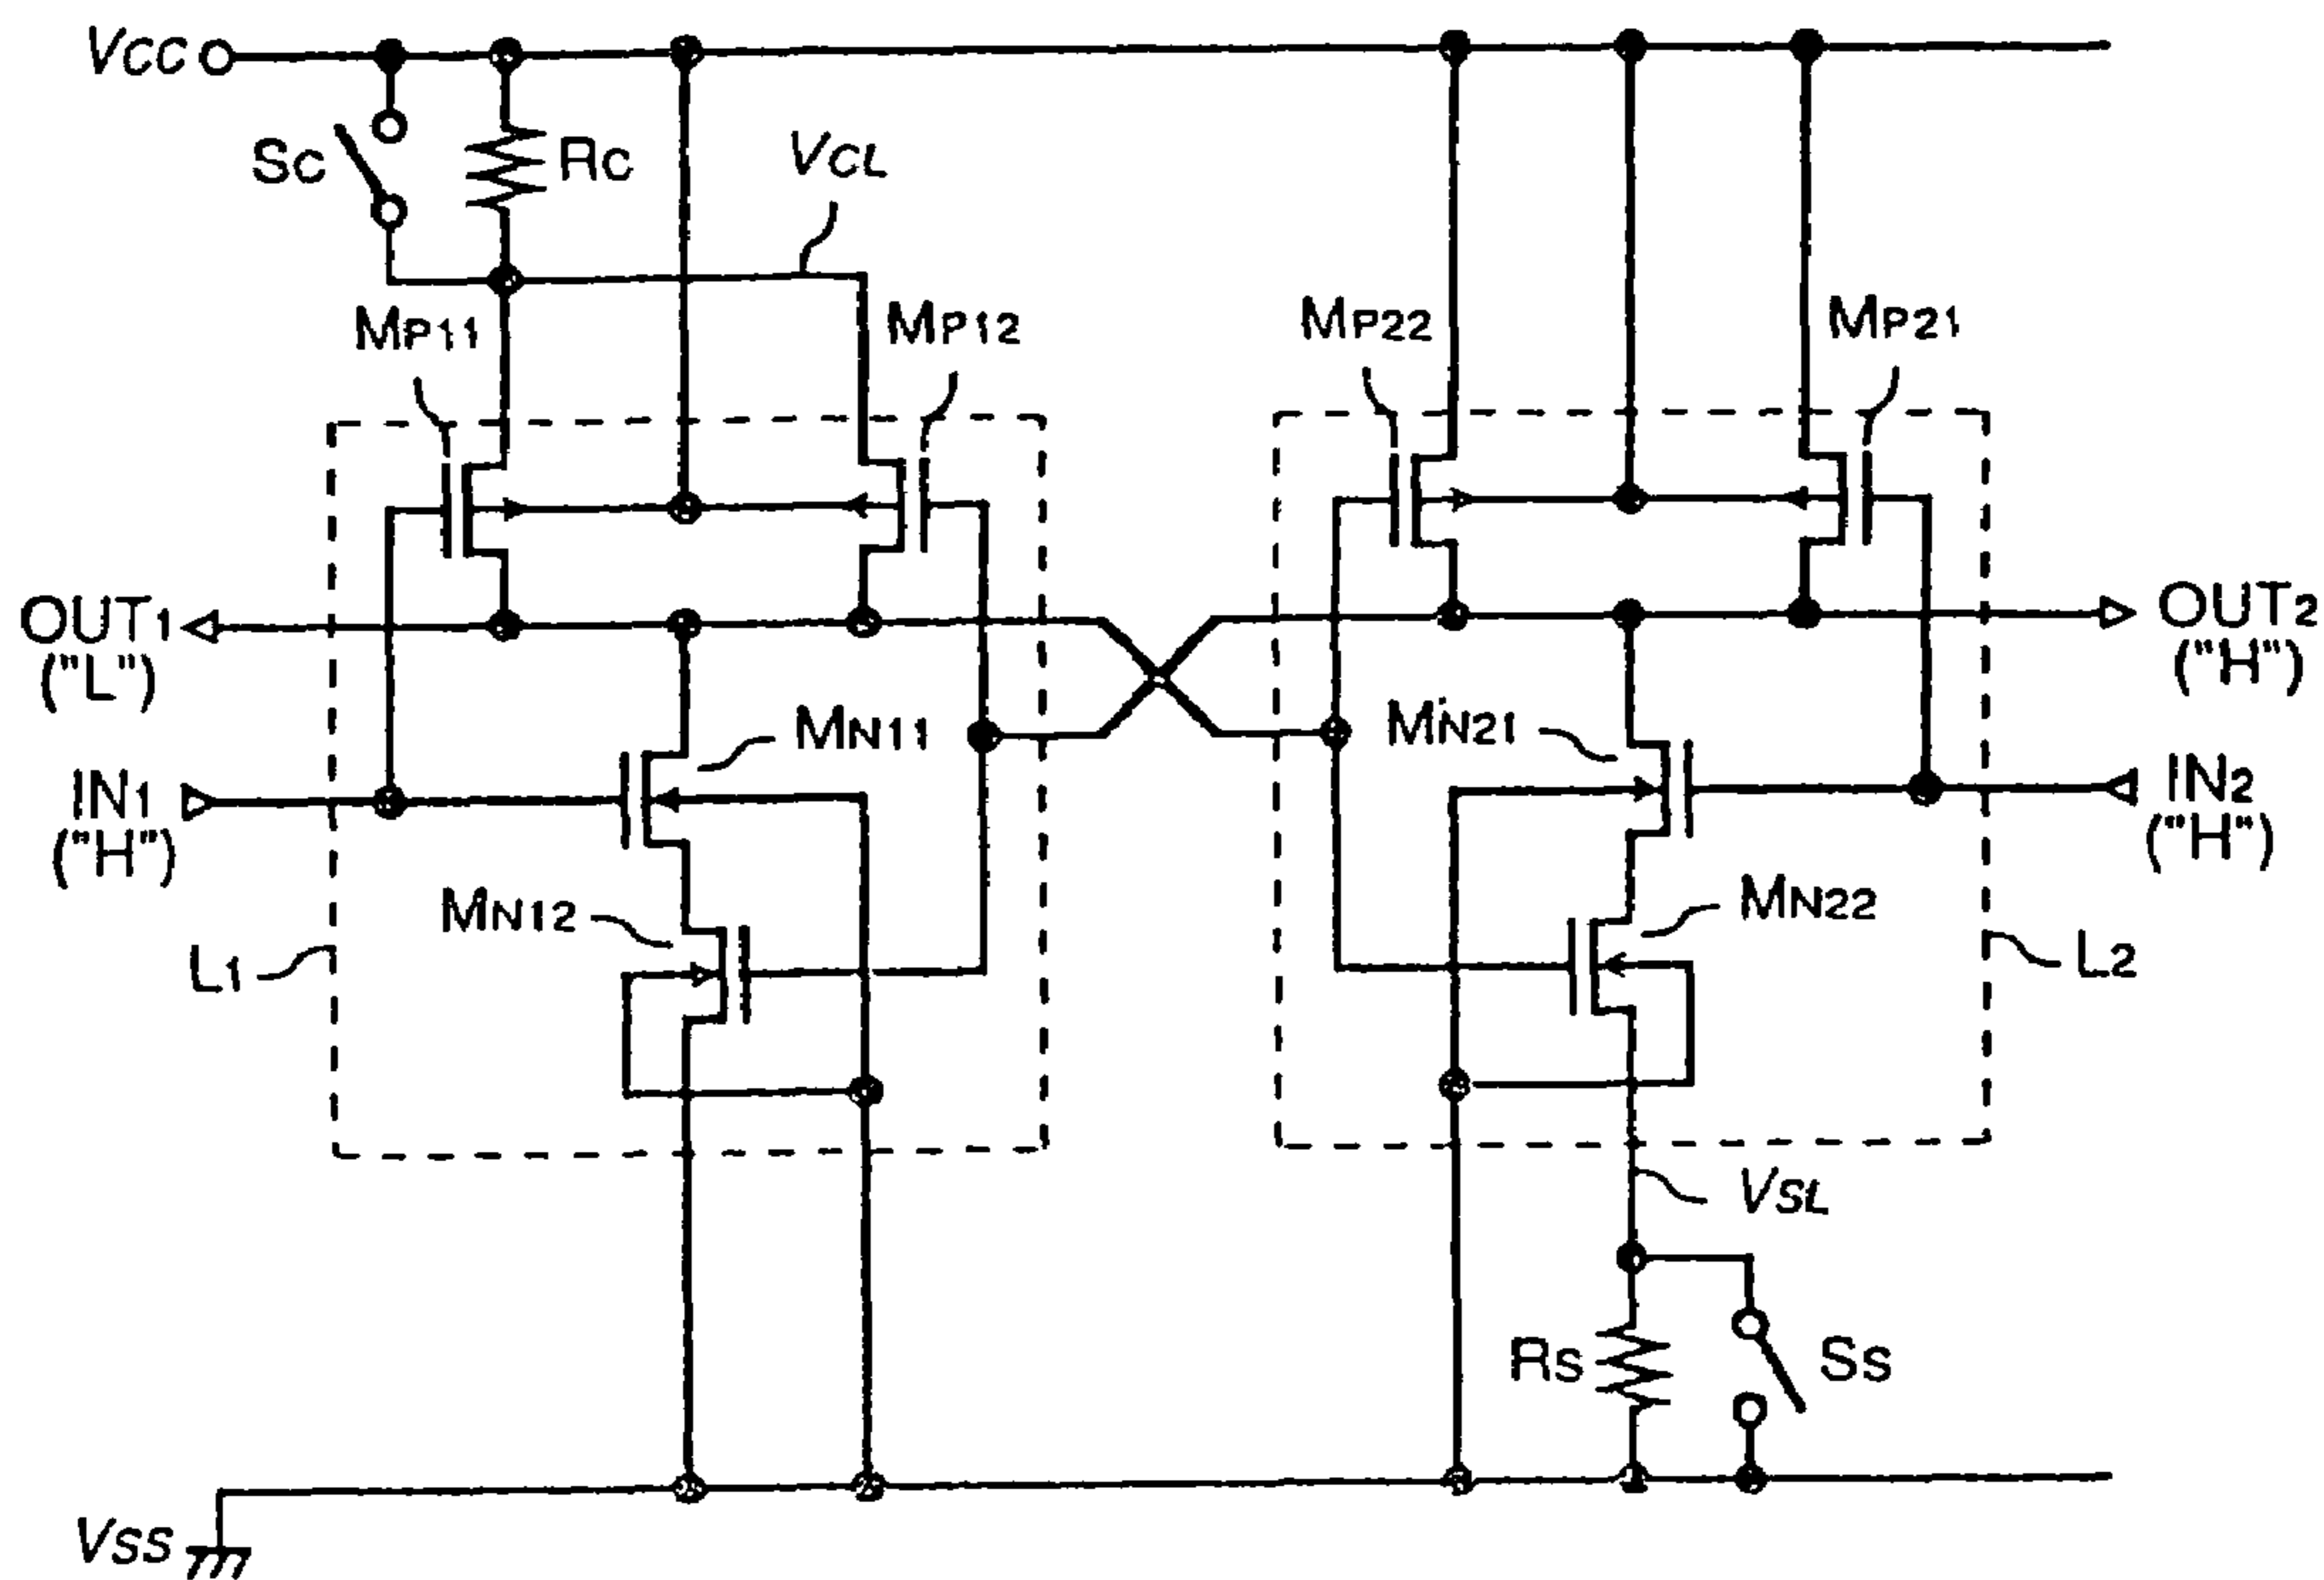 VCC
SC
RC
VCL
MP11
MP12
MP22
MP21
OUT1
("L")
OUT2
("H")
MN11
MN21
IN1
("H")
IN2
("H")
MN12
MN22
L1
L2
VSL
RS
SS
VSS